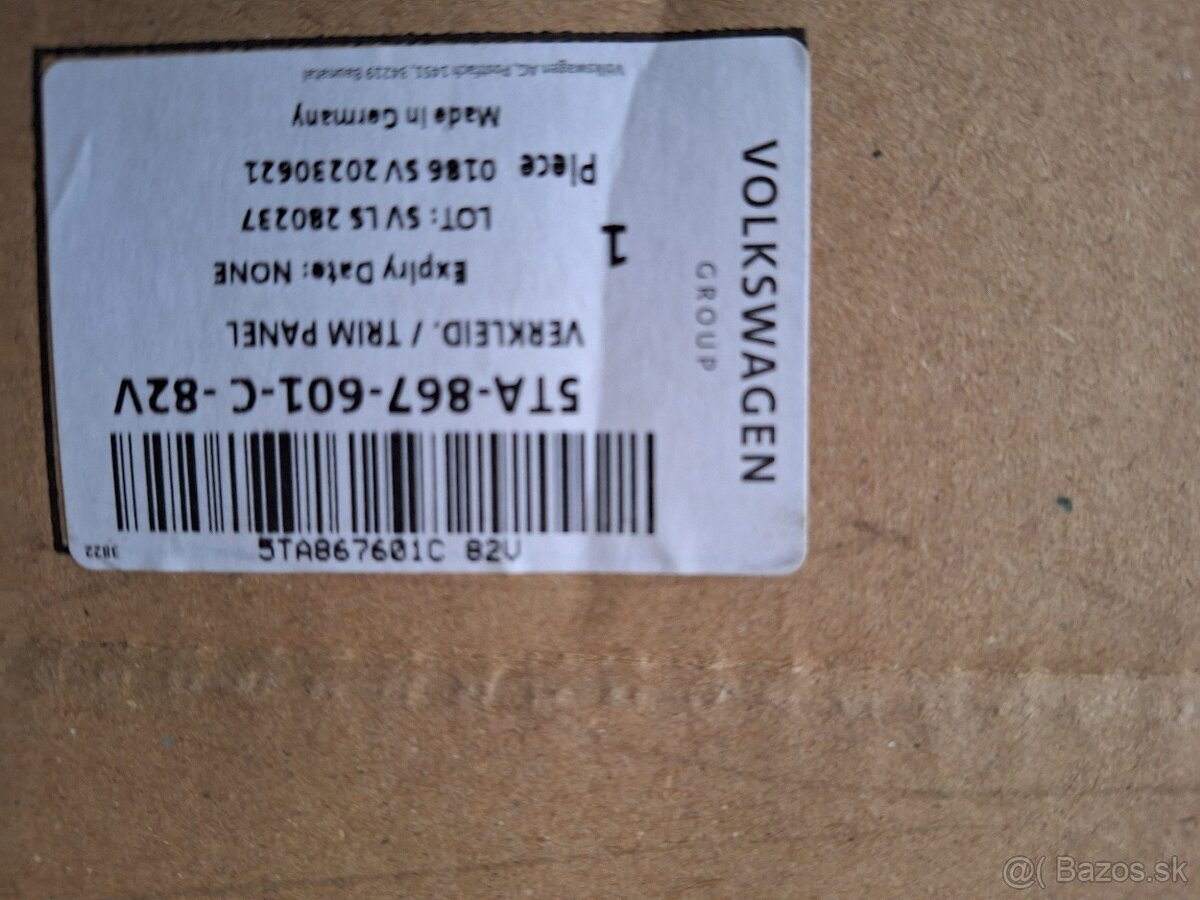 VOLKSWAGEN
GROUP
3822
5TA867601C 82V
5TA-867-601-C -82V
VERKLEID. / TRIM PANEL
Expiry Date: NONE
1
LOT: SV LS 280237
Piece 0186 SV 20230621
Made in Germany
Volkswagen AG, Postfach 1451, 34219 Baunatal
@( Bazos.sk